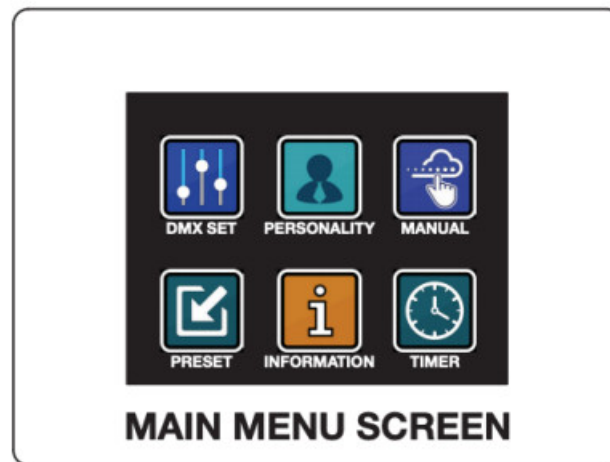 DMX SET PERSONALITY MANUAL
PRESET INFORMATION TIMER
MAIN MENU SCREEN